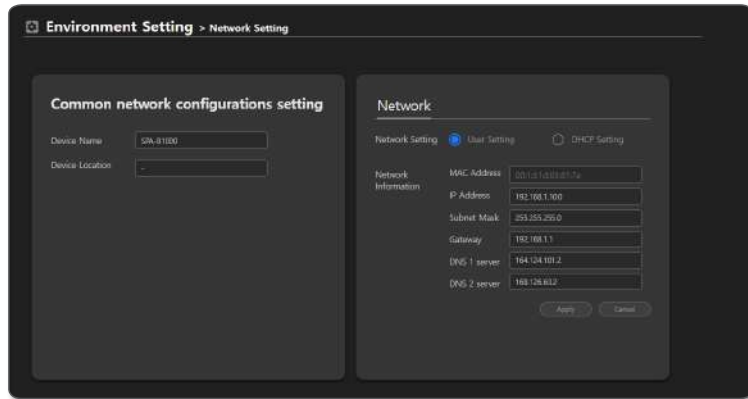 Environment Setting > Network Setting
Common network configurations setting
Device Name
Device Location -
Network
Network Setting User Setting DHCP Setting
Network Information
MAC Address
IP Address 192.168.1.100
Subnet Mask 255.255.255.0
Gateway 192.168.1.1
DNS 1 server 164.124.101.2
DNS 2 server 168.126.63.2
Apply Cancel